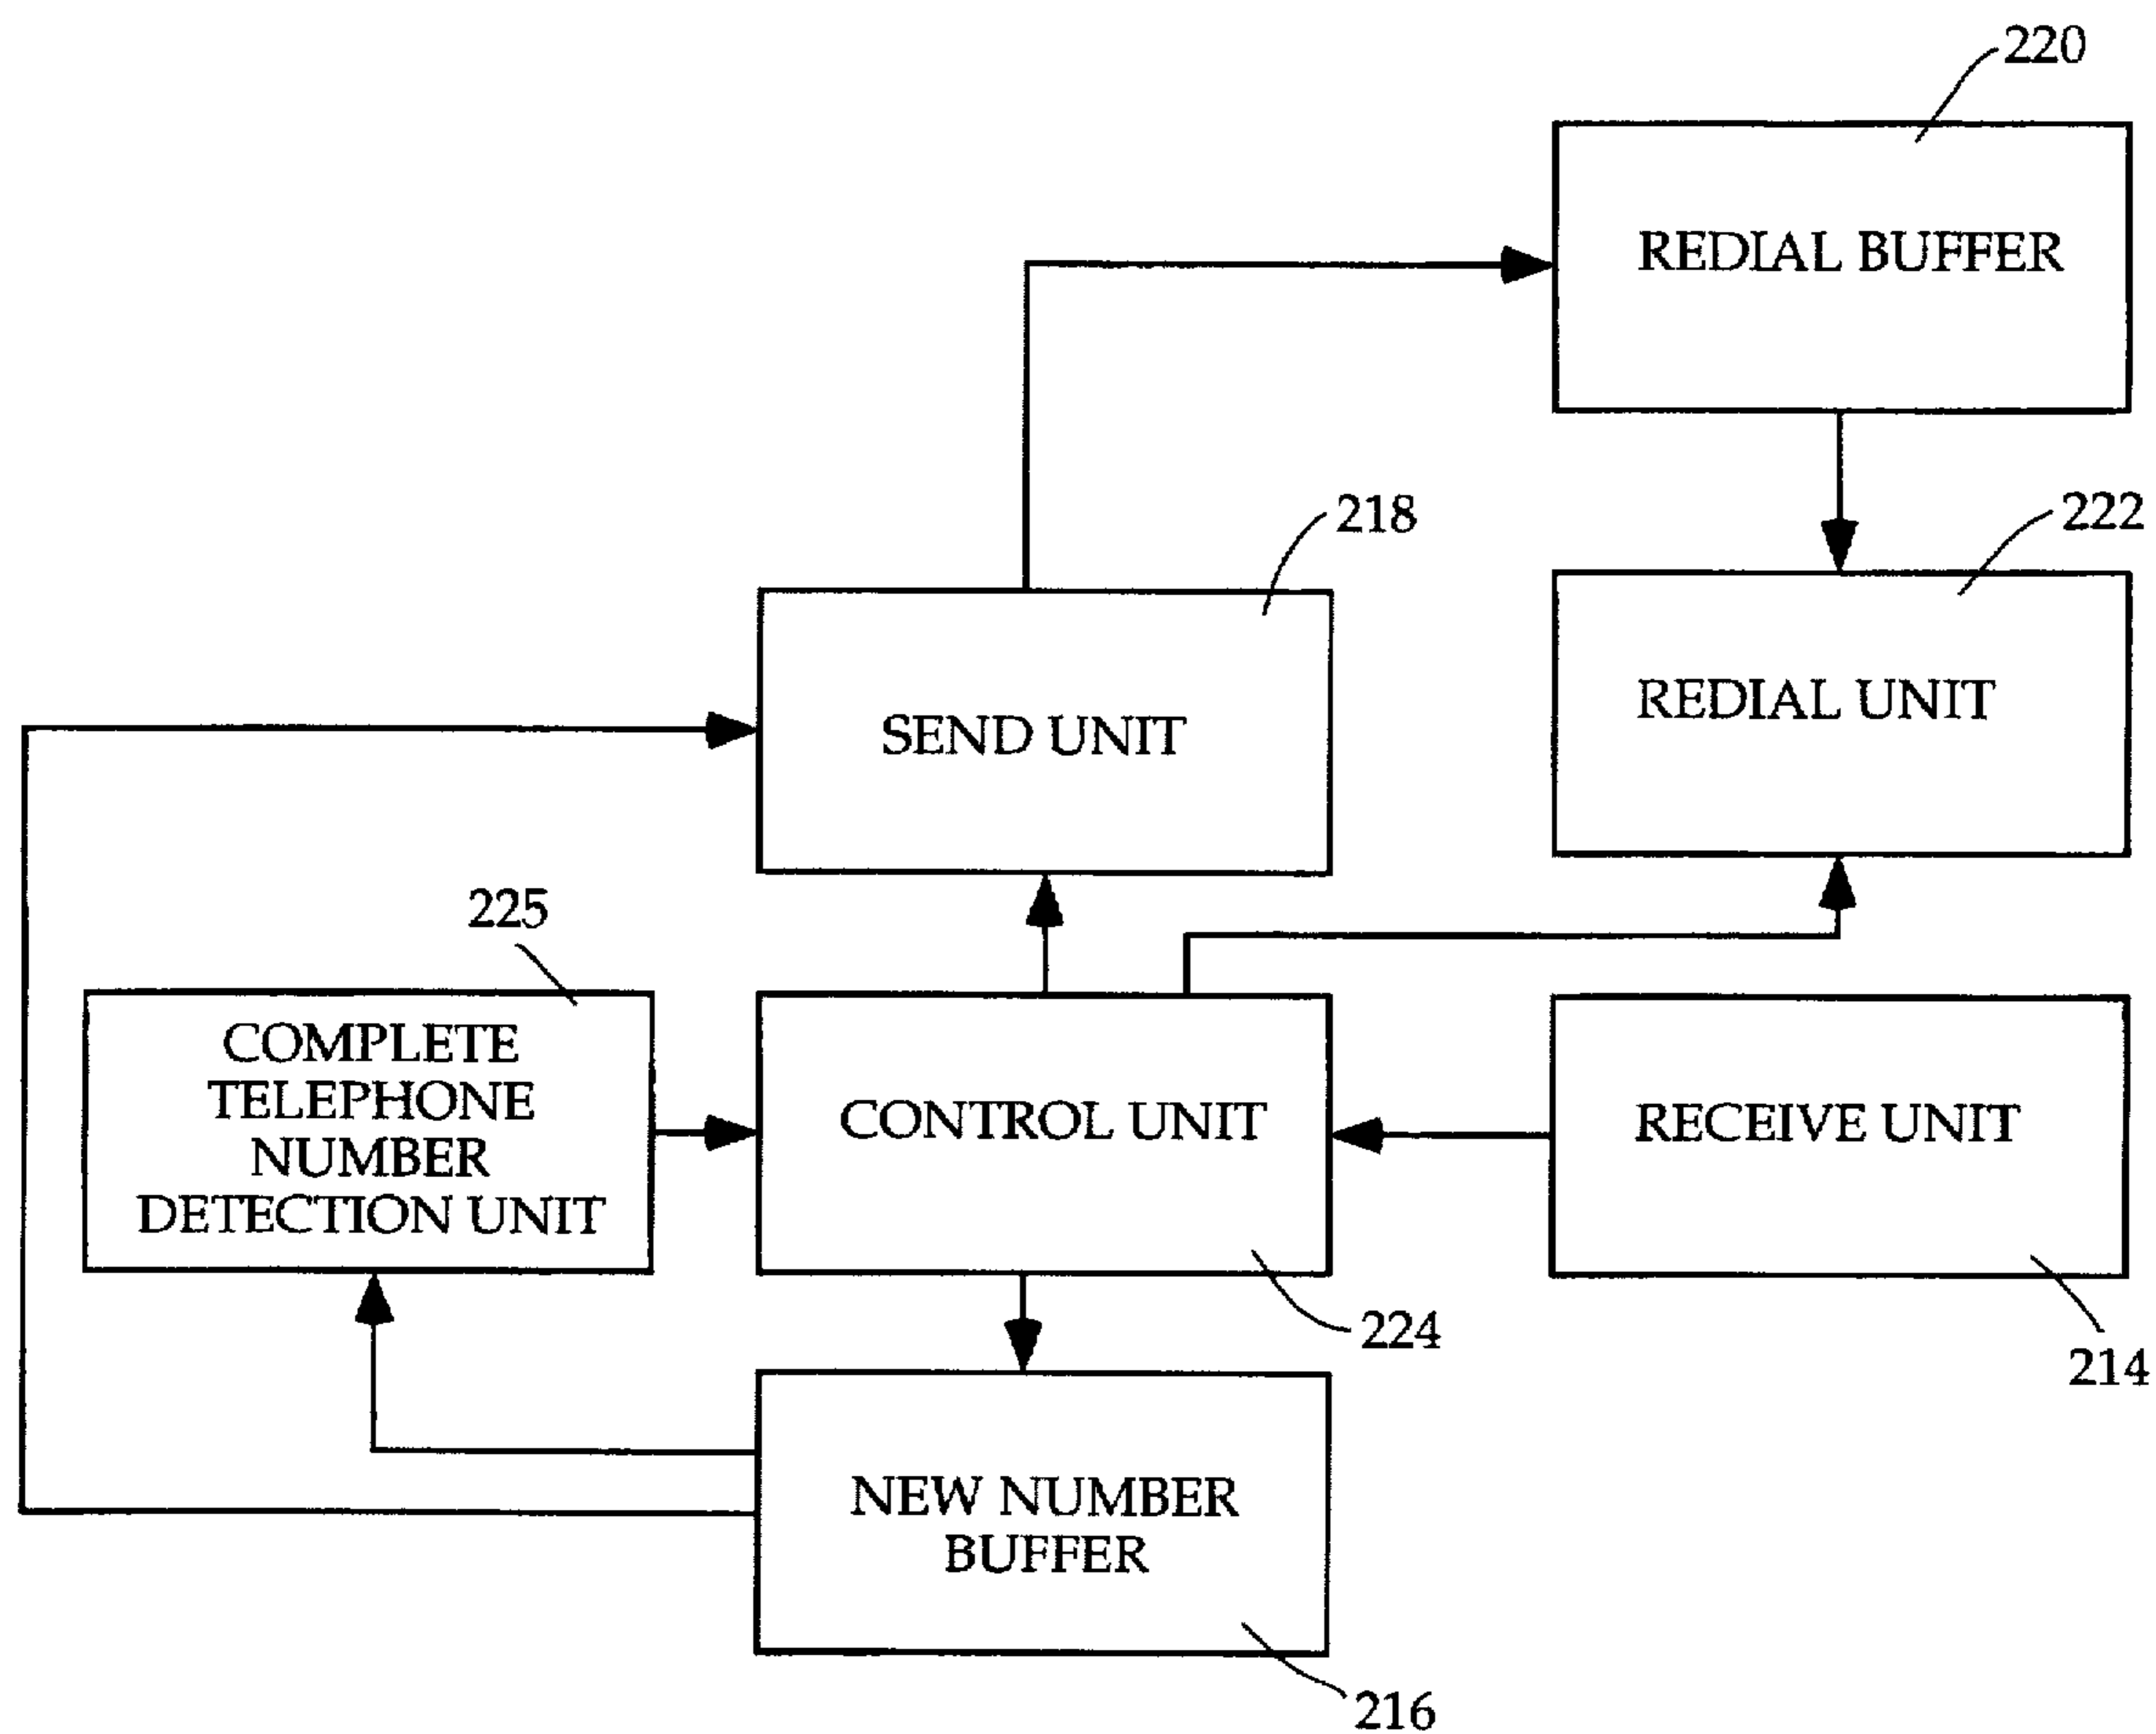 220
REDIAL BUFFER
218
222
SEND UNIT
REDIAL UNIT
225
COMPLETE
TELEPHONE
NUMBER
DETECTION UNIT
CONTROL UNIT
RECEIVE UNIT
224
214
NEW NUMBER
BUFFER
216